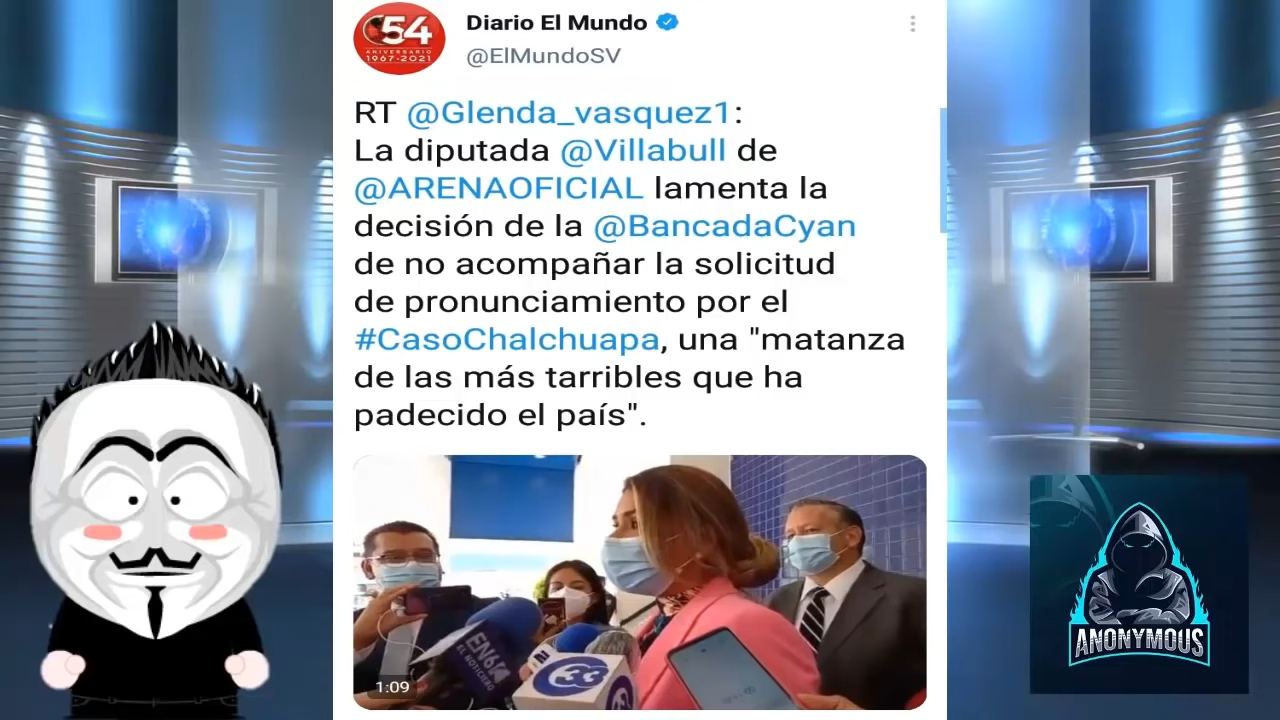 54
ANIVERSARIO
1967-2021
Diario El Mundo
@ElMundoSV
RT @Glenda_vasquez1:
La diputada @Villabull de
@ARENAOFICIAL lamenta la
decisión de la @BancadaCyan
de no acompañar la solicitud
de pronunciamiento por el
#CasoChalchuapa, una "matanza
de las más tarribles que ha
padecido el país".
EN64
EL NOTICIERO
33
1:09
ANONYMOUS